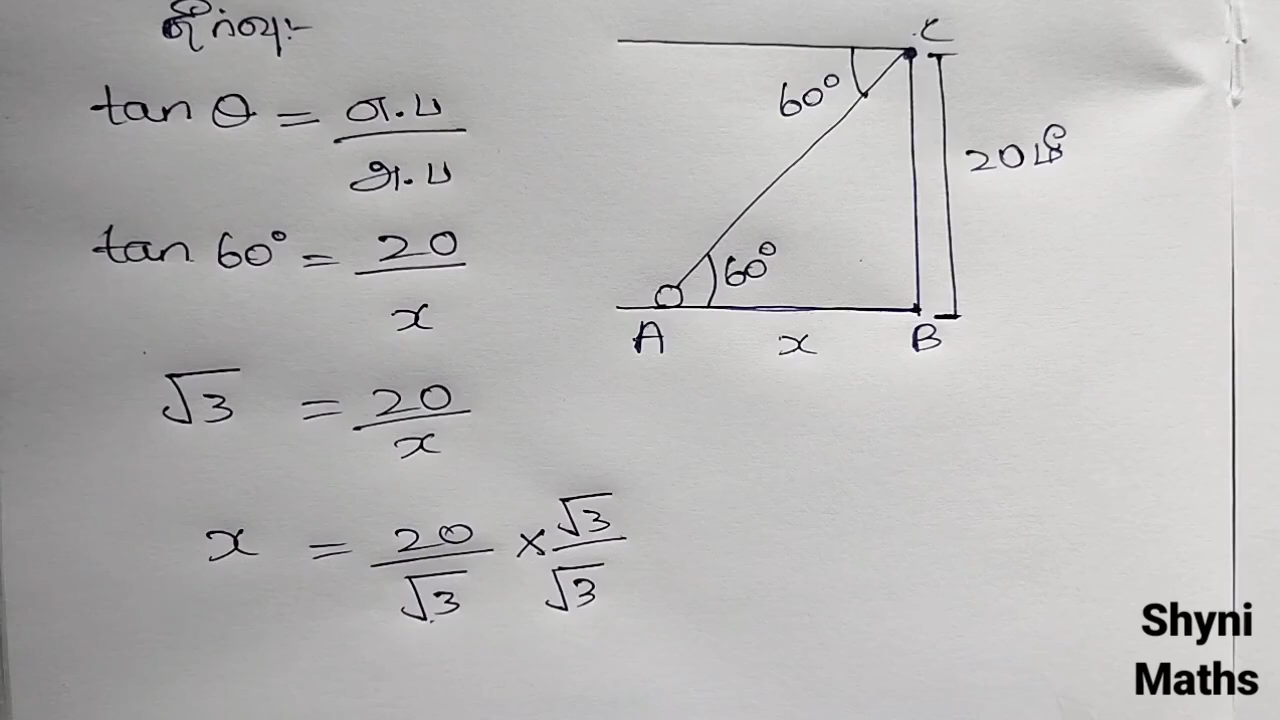 தீர்வு:-
tan θ = எ.ப / அ.ப
tan 60° = 20 / x
√3 = 20 / x
x = 20 / √3 × √3 / √3
C
60°
20மீ
60°
A x B
Shyni
Maths